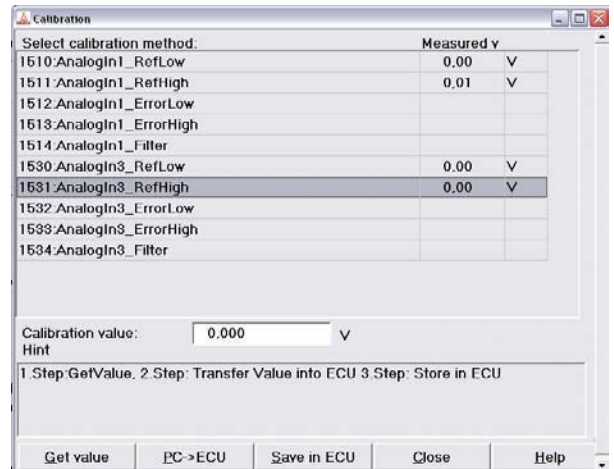 Calibration
Select calibration method: Measured v
1510:AnalogIn1_RefLow 0.00 V
1511:AnalogIn1_RefHigh 0,01 V
1512:AnalogIn1_ErrorLow
1513:AnalogIn1_ErrorHigh
1514:AnalogIn1_Filter
1530:AnalogIn3_RefLow 0.00 V
1531:AnalogIn3_RefHigh 0,00 V
1532:AnalogIn3_ErrorLow
1533:AnalogIn3_ErrorHigh
1534:AnalogIn3_Filter
Calibration value: 0.000 V
Hint
1.Step:GetValue, 2.Step: Transfer Value into ECU 3.Step: Store in ECU
Get value PC->ECU Save in ECU Close Help